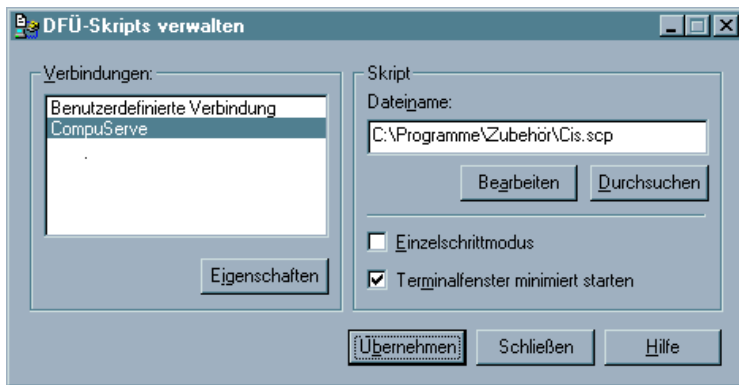 DFÜ-Skripts verwalten
Verbindungen:
Benutzerdefinierte Verbindung
CompuServe
Eigenschaften
Skript
Dateiname:
C:\Programme\Zubehör\Cis.scp
Bearbeiten
Durchsuchen
Einzelschrittmodus
Terminalfenster minimiert starten
Übernehmen
Schließen
Hilfe